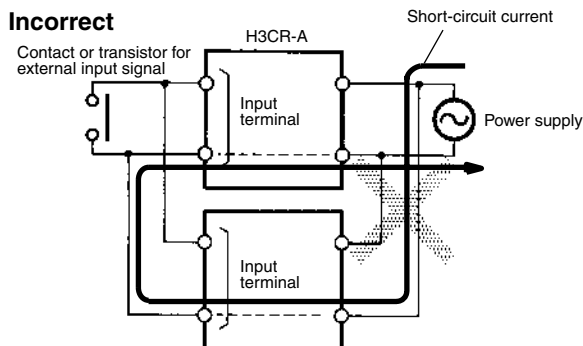 Incorrect
Short-circuit current
H3CR-A
Contact or transistor for
external input signal
Input
terminal
Power supply
Input
terminal